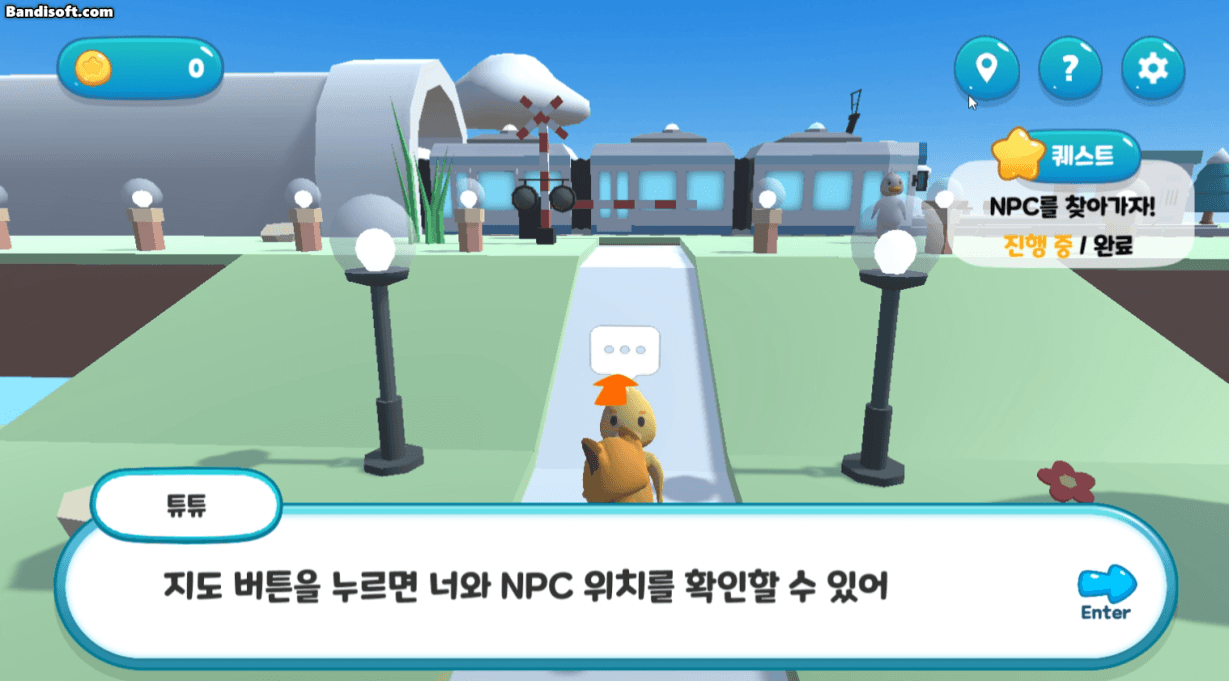 Bandisoft.com
0
?
퀘스트
NPC를 찾아가자!
진행 중 / 완료
튜튜
지도 버튼을 누르면 너와 NPC 위치를 확인할 수 있어
Enter